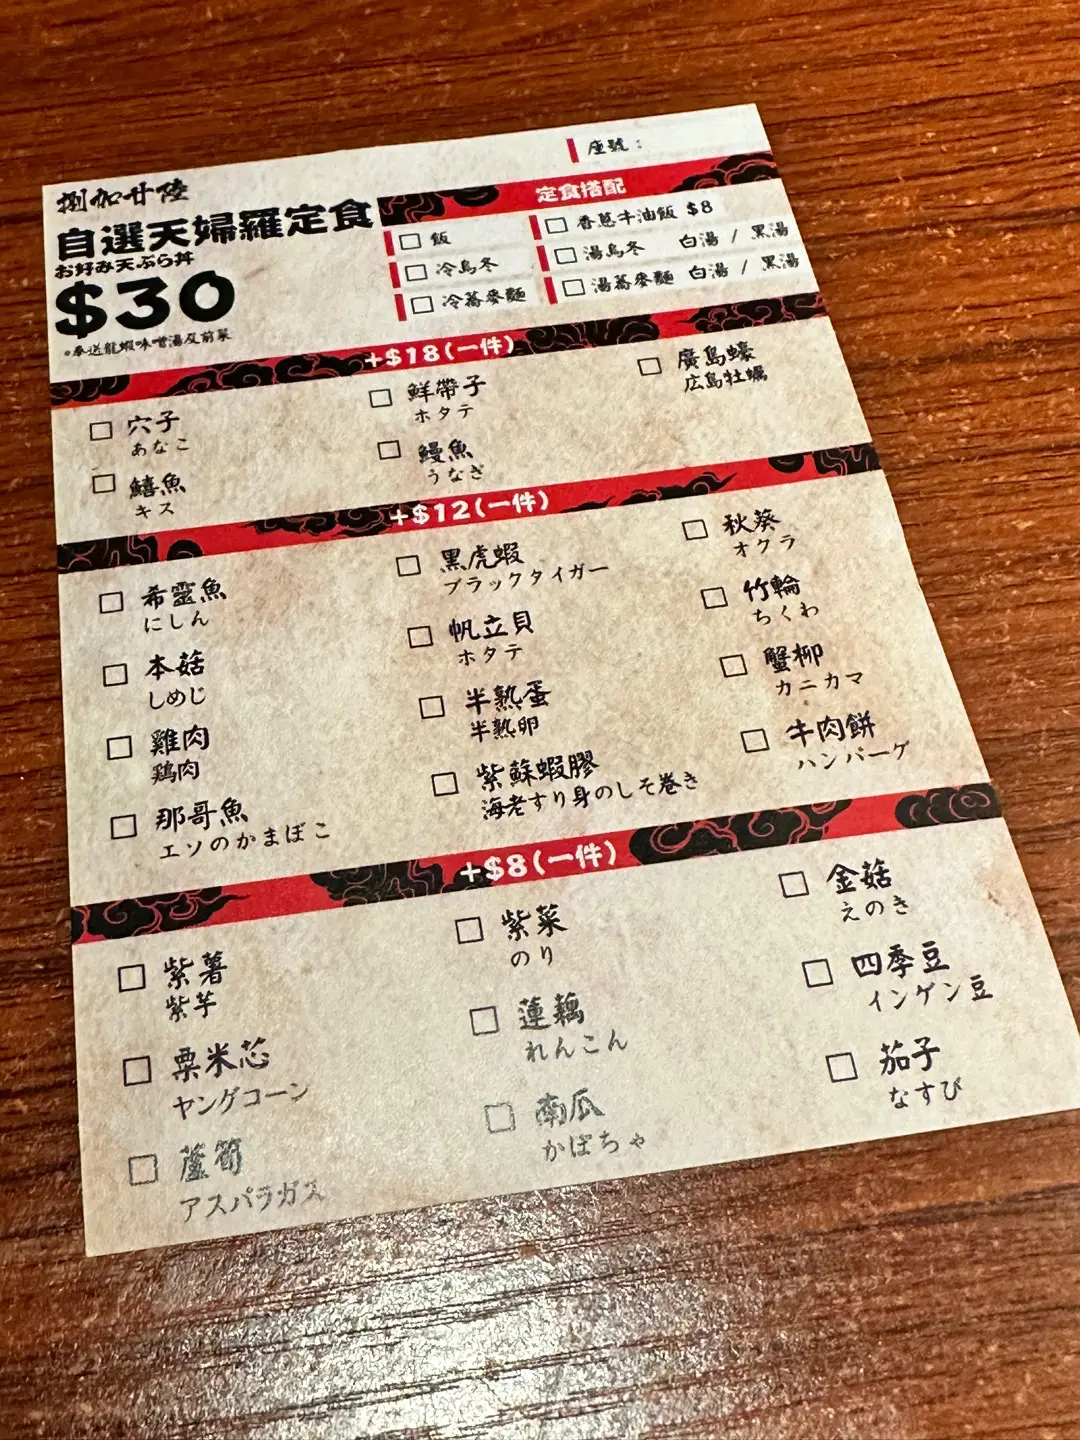 座號：
捌加廿陸
自選天婦羅定食
お好み天ぷら丼
$30
*奉送龍蝦味噌湯及前菜
定食搭配
飯
香蔥牛油飯 $8
冷烏冬
湯烏冬 白湯 / 黑湯
冷蕎麥麵
湯蕎麥麵 白湯 / 黑湯
+$18(一件)
穴子
あなこ
鮮帶子
ホタテ
廣島蠔
広島牡蠣
鱚魚
キス
鰻魚
うなぎ
+$12(一件)
希靈魚
にしん
黑虎蝦
ブラックタイガー
秋葵
オクラ
本菇
しめじ
帆立貝
ホタテ
竹輪
ちくわ
雞肉
鶏肉
半熟蛋
半熟卵
蟹柳
カニカマ
那哥魚
エソのかまぼこ
紫蘇蝦膠
海老すり身のしそ巻き
牛肉餅
ハンバーグ
+$8(一件)
紫薯
紫芋
紫菜
のり
金菇
えのき
粟米芯
ヤングコーン
蓮藕
れんこん
四季豆
インゲン豆
蘆筍
アスパラガス
南瓜
かぼちゃ
茄子
なすび